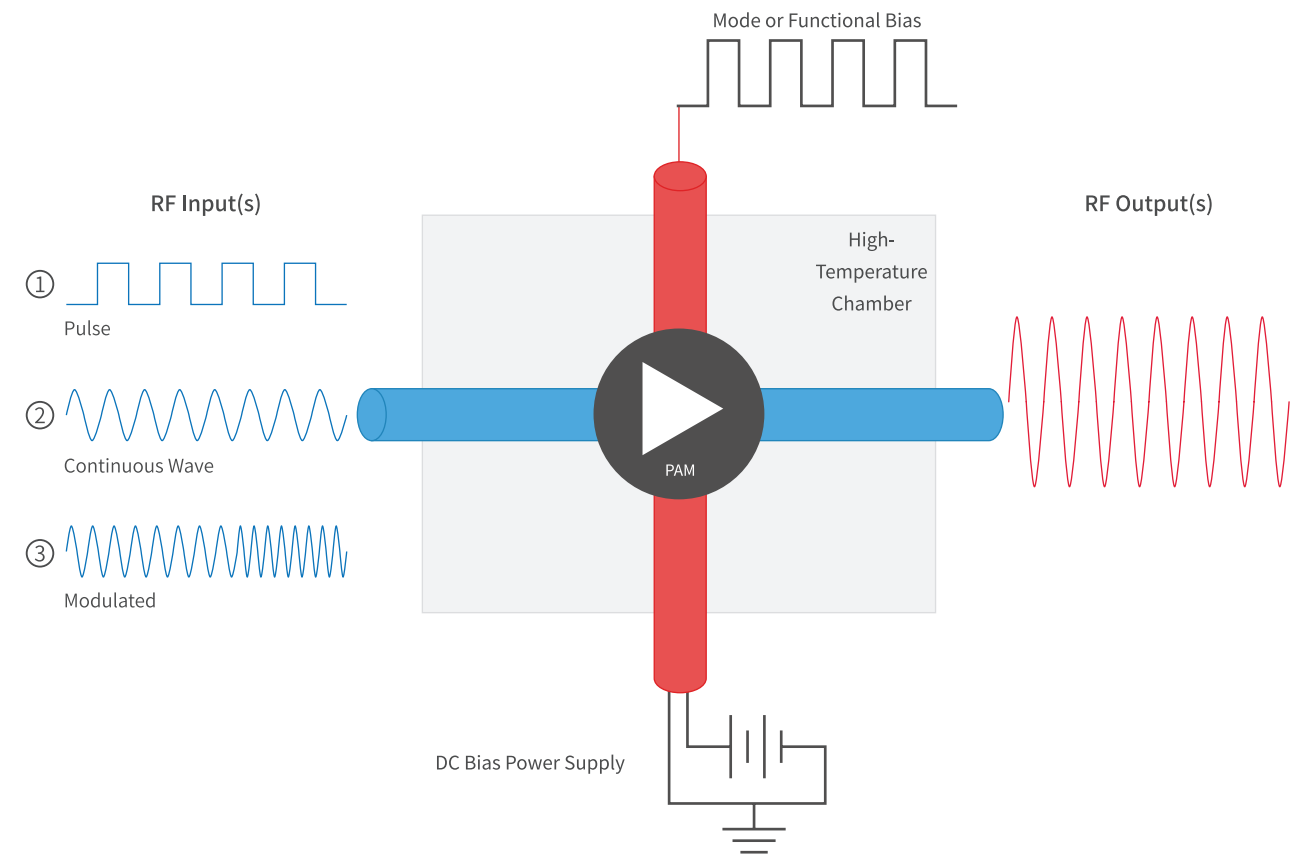 Mode or Functional Bias
RF Input(s)
RF Output(s)
High-
Temperature
Chamber
1
Pulse
2
Continuous Wave
PAM
3
Modulated
DC Bias Power Supply